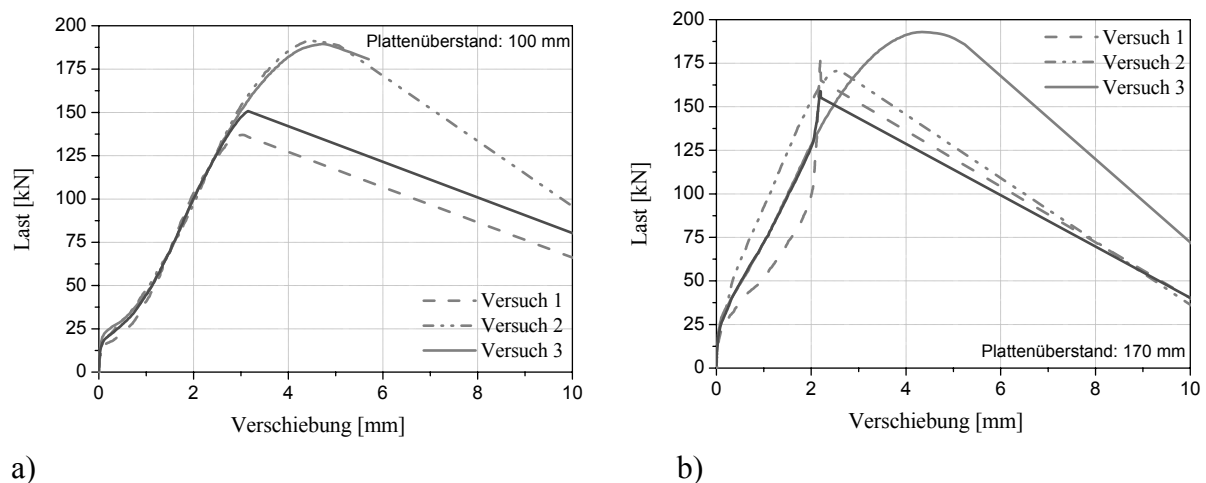 200
175
150
125
100
75
50
25
0
Last [kN]
Plattenüberstand: 100 mm
Versuch 1
Versuch 2
Versuch 3
0 2 4 6 8 10
Verschiebung [mm]
a)
200
175
150
125
100
75
50
25
0
Last [kN]
Versuch 1
Versuch 2
Versuch 3
Plattenüberstand: 170 mm
0 2 4 6 8 10
Verschiebung [mm]
b)